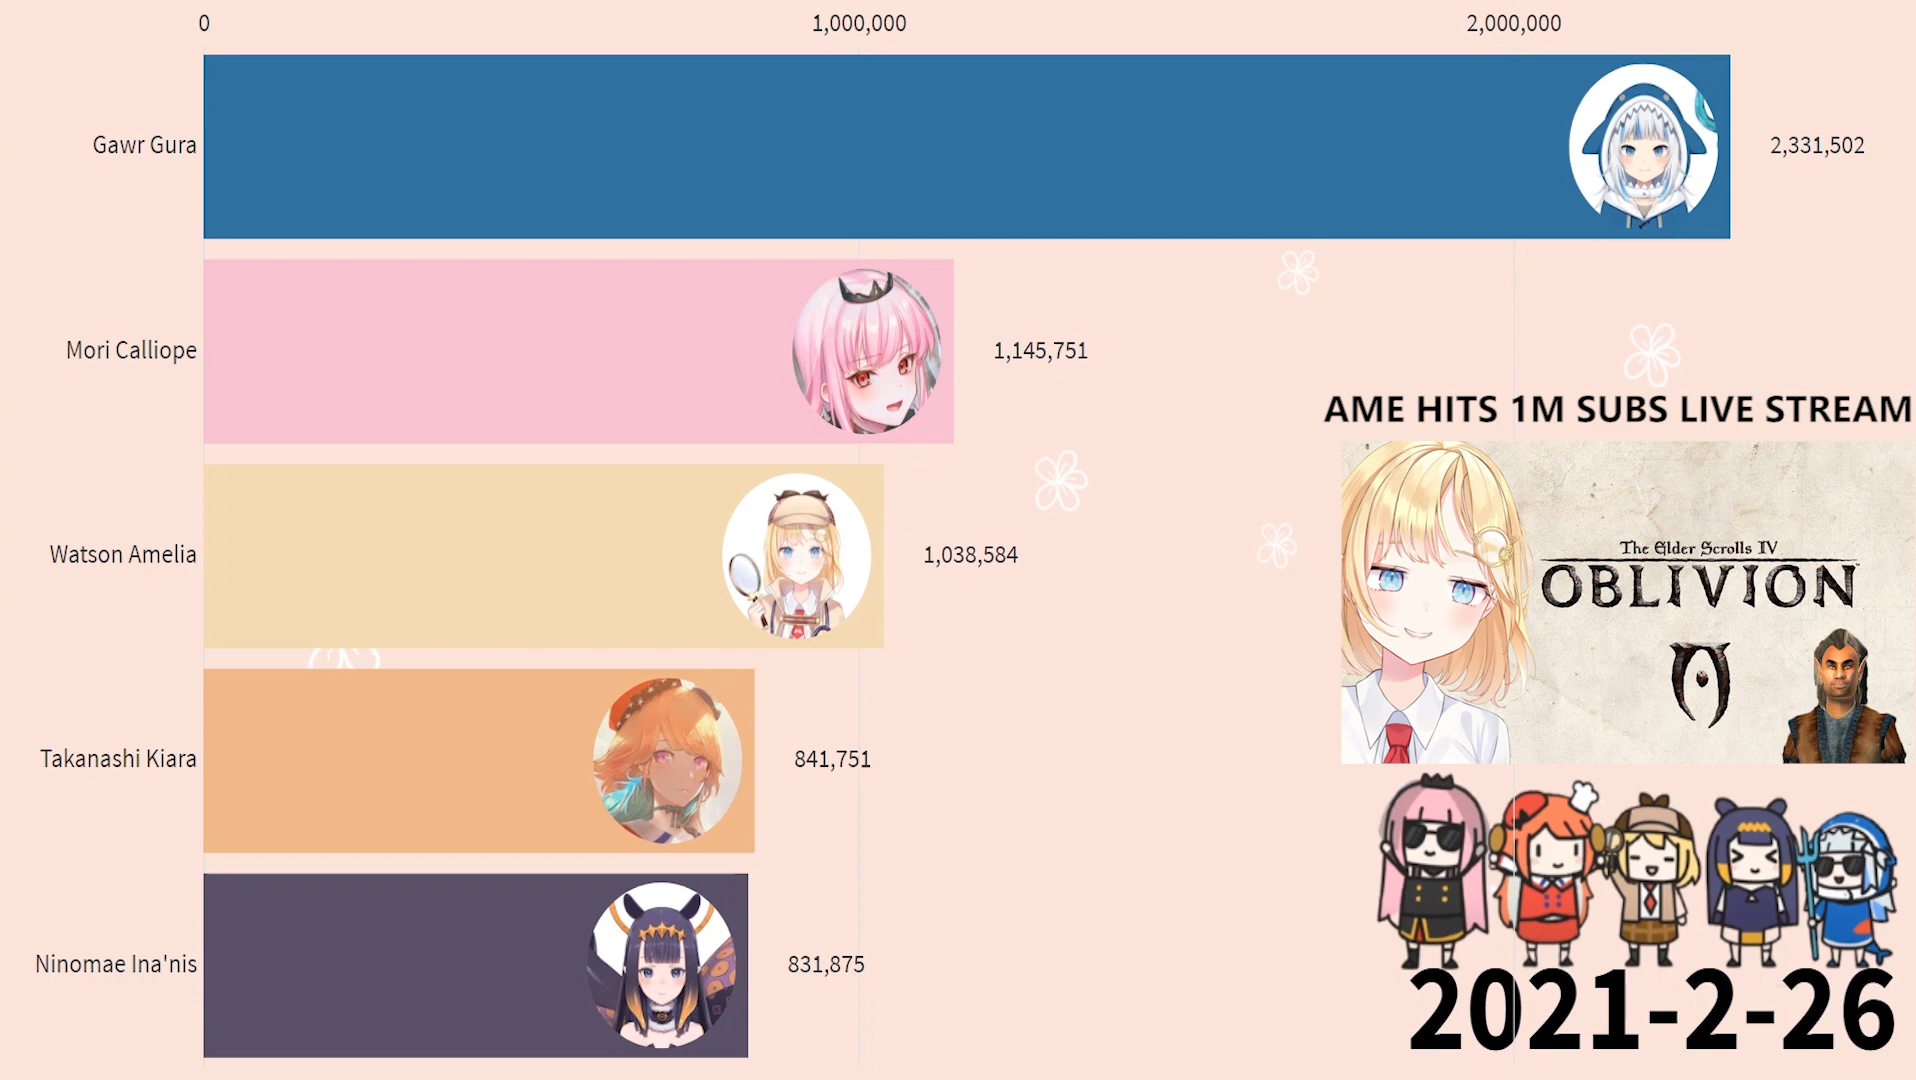 0 1,000,000 2,000,000
Gawr Gura 2,331,502
Mori Calliope 1,145,751
AME HITS 1M SUBS LIVE STREAM
Watson Amelia 1,038,584
The Elder Scrolls IV
OBLIVION
Takanashi Kiara 841,751
Ninomae Ina'nis 831,875
2021-2-26